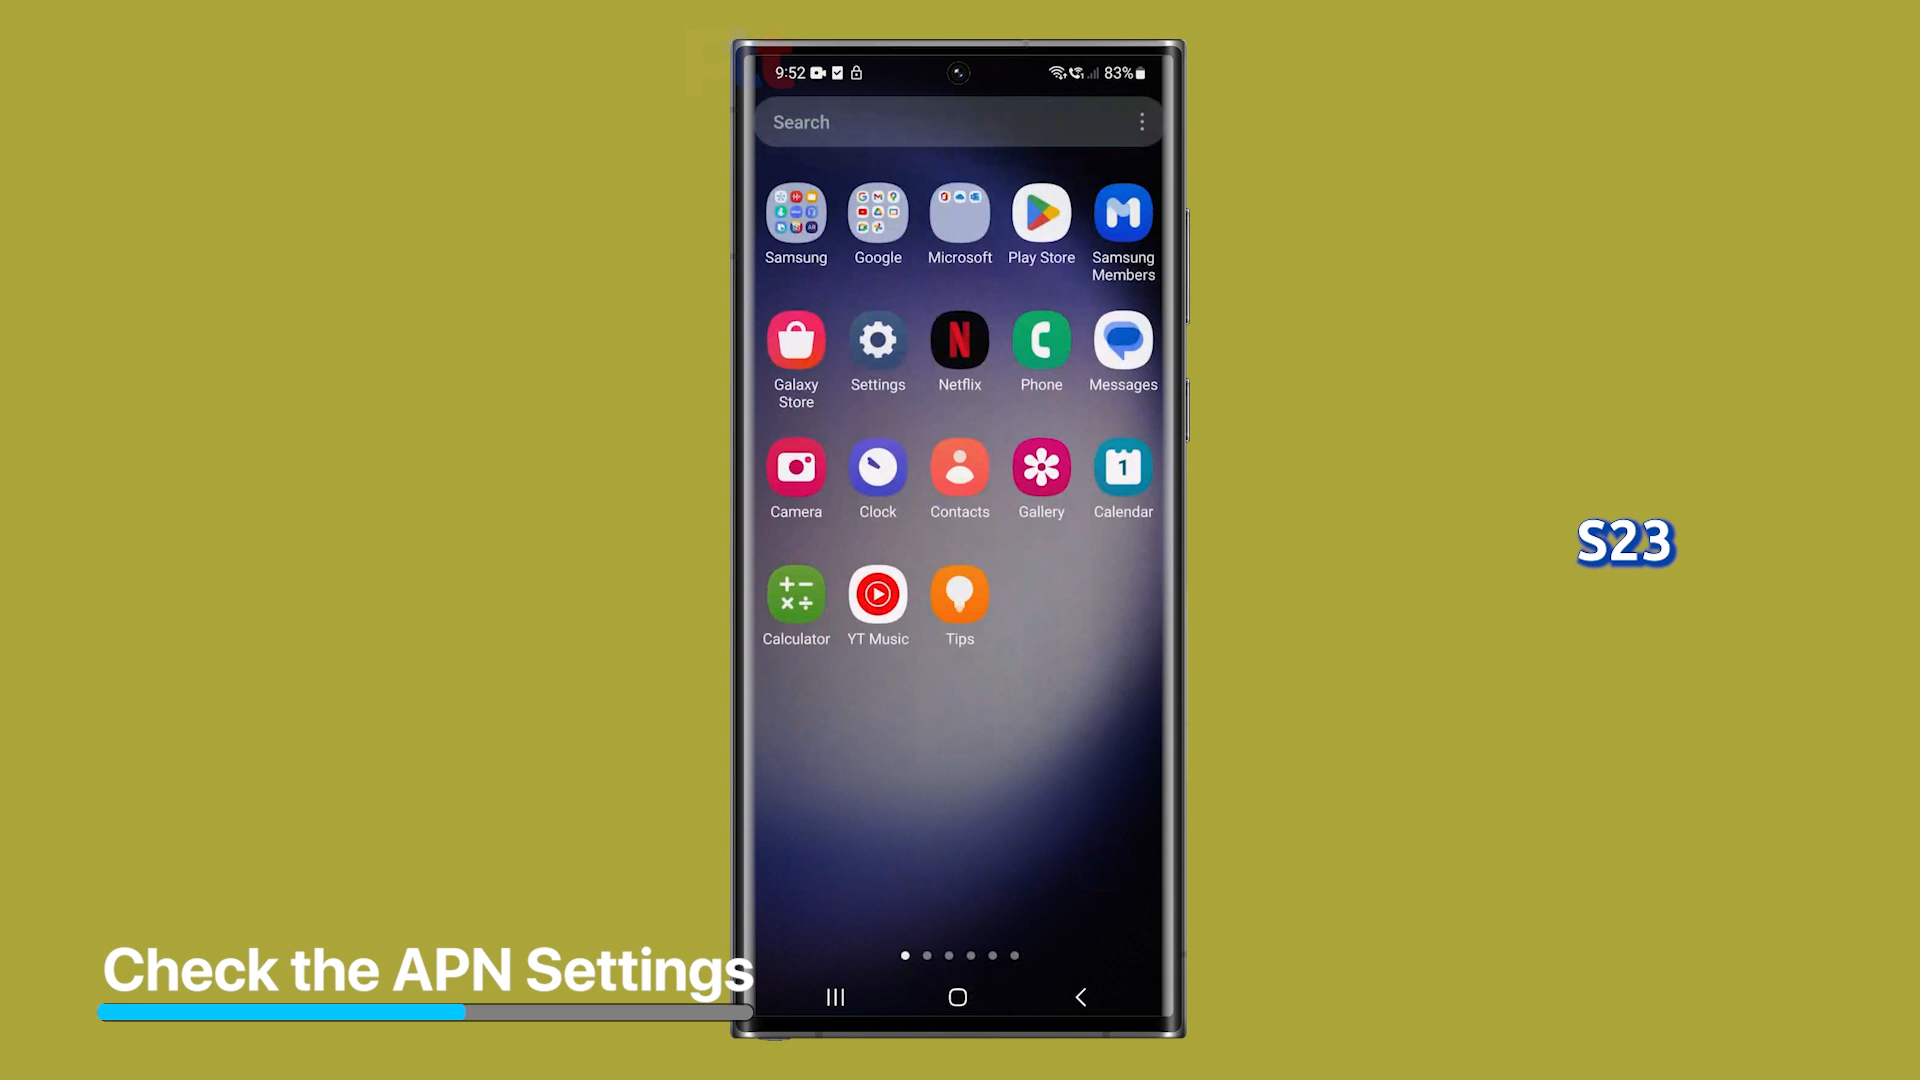 9:52
83%
Search
Samsung
Google
Microsoft
Play Store
Samsung
Members
Galaxy
Store
Settings
Netflix
Phone
Messages
Camera
Clock
Contacts
Gallery
1
Calendar
Calculator
YT Music
Tips
S23
Check the APN Settings